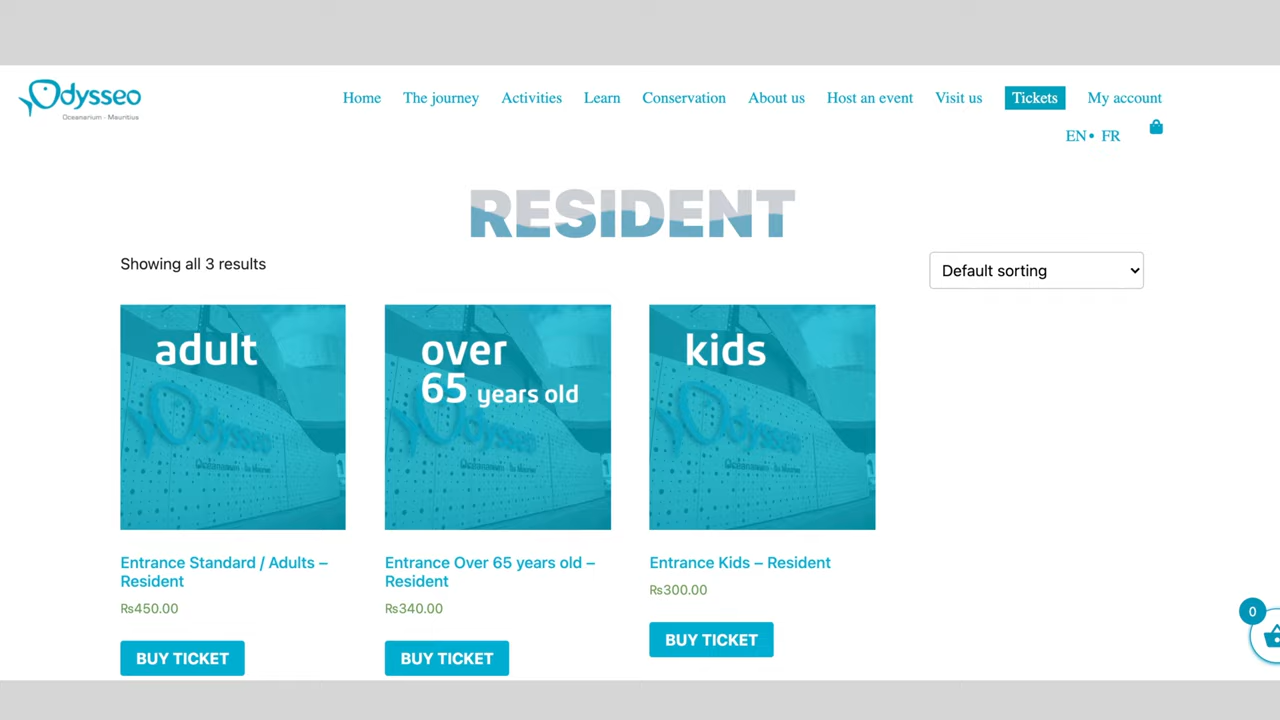 Odysseo
Oceanarium - Mauritius
Home The journey Activities Learn Conservation About us Host an event Visit us Tickets My account
EN• FR
RESIDENT
Showing all 3 results
Default sorting
adult
over
65 years old
kids
Odysseo
Odysseo
Odysseo
Entrance Standard / Adults –
Resident
₨450.00
BUY TICKET
Entrance Over 65 years old –
Resident
₨340.00
BUY TICKET
Entrance Kids – Resident
₨300.00
BUY TICKET
0